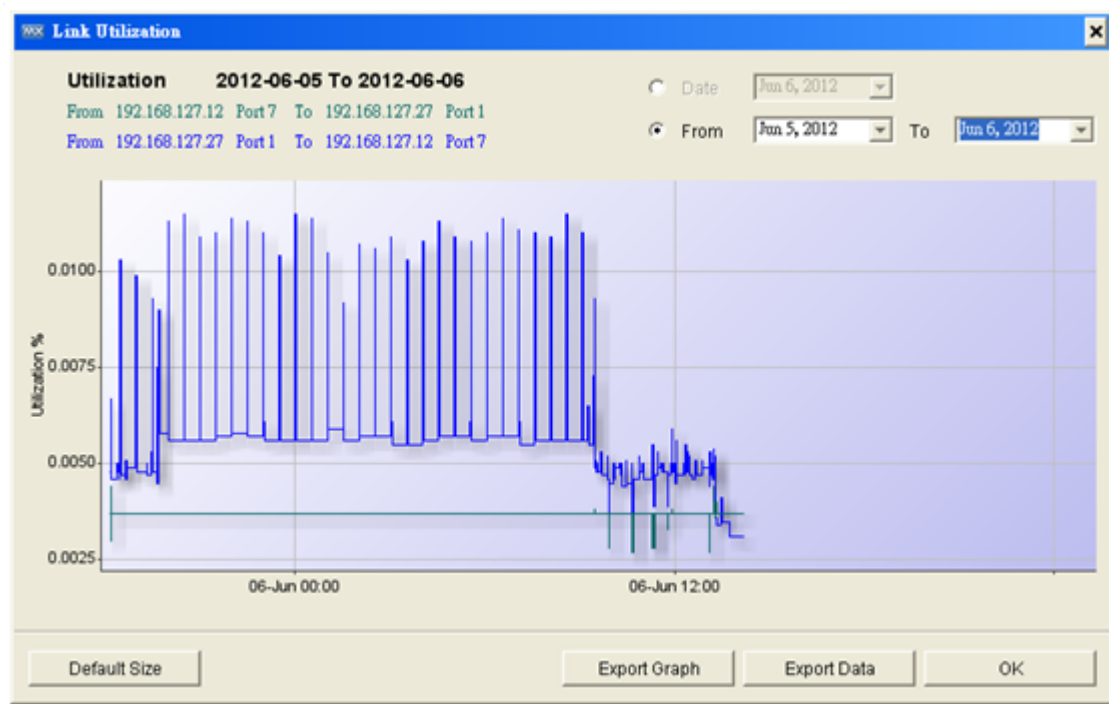 MX Link Utilization
Utilization 2012-06-05 To 2012-06-06
From 192.168.127.12 Port 7 To 192.168.127.27 Port 1
From 192.168.127.27 Port 1 To 192.168.127.12 Port 7
Date Jun 6, 2012
From Jun 5, 2012 To Jun 6, 2012
Utilization %
0.0100
0.0075
0.0050
0.0025
06-Jun 00:00 06-Jun 12:00
Default Size Export Graph Export Data OK